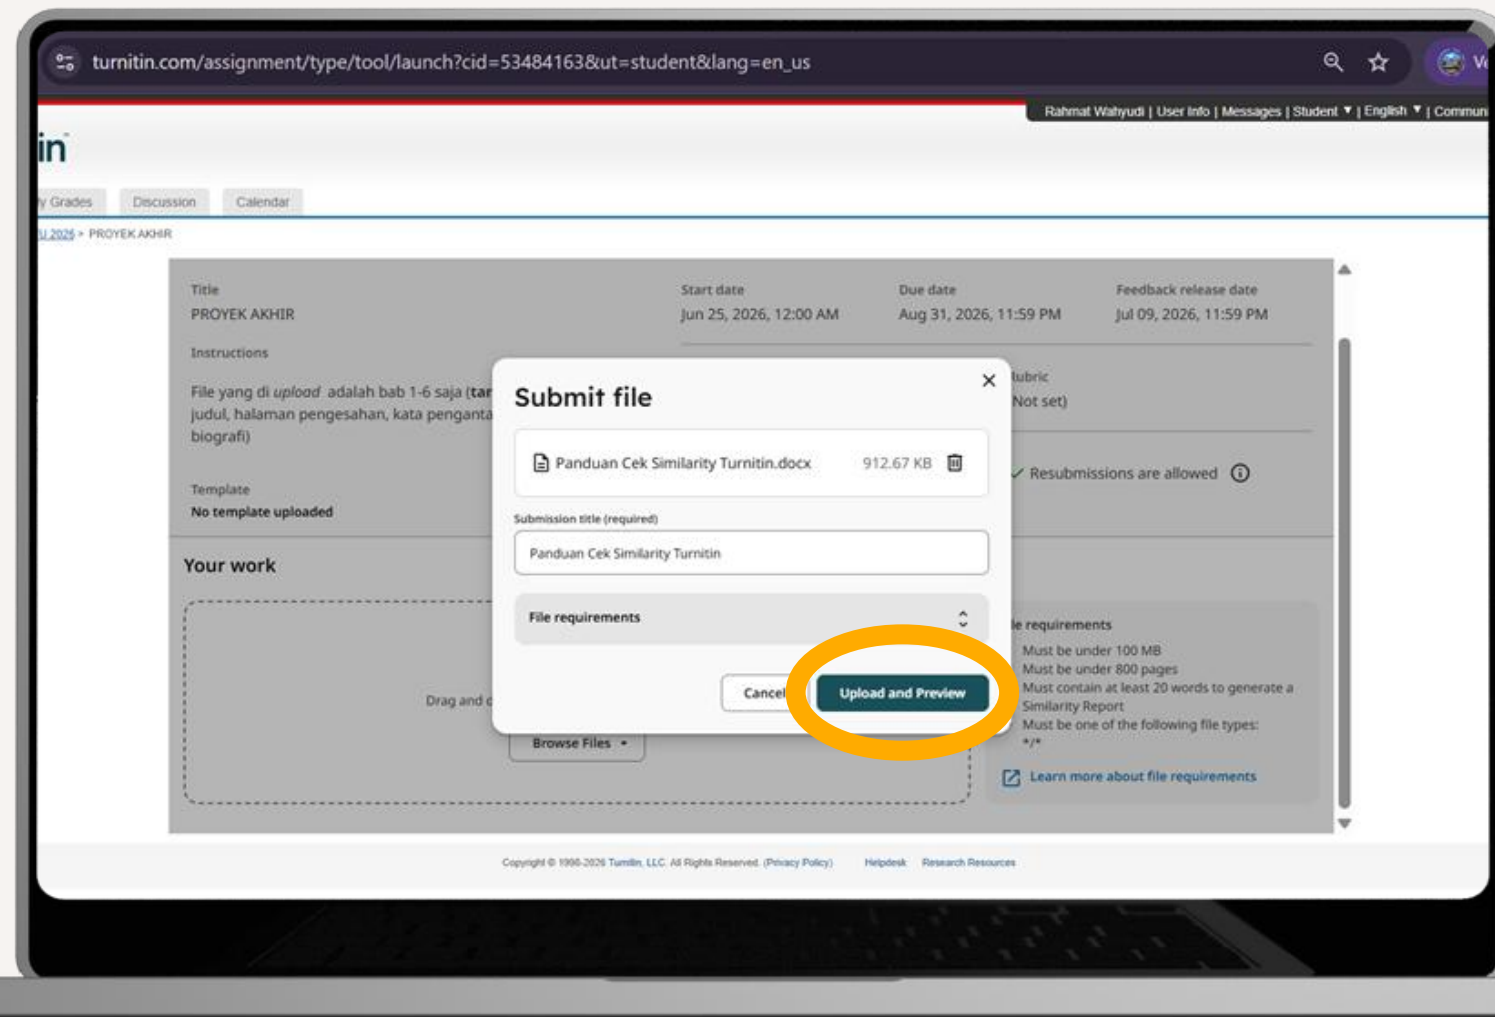 turnitin.com/assignment/type/tool/launch?cid=53484163&ut=student&lang=en_us
Rahmat Wahyudi | User Info | Messages | Student ▼ | English ▼ | Commun
in
y Grades Discussion Calendar
U 2026 > PROYEK AKHIR
Title Start date Due date Feedback release date
PROYEK AKHIR Jun 25, 2026, 12:00 AM Aug 31, 2026, 11:59 PM Jul 09, 2026, 11:59 PM
Instructions
File yang di upload adalah bab 1-6 saja (tar
judul, halaman pengesahan, kata penganta
biografi)
ubric
Not set)
Resubmissions are allowed
Template
No template uploaded
Submit file
Panduan Cek Similarity Turnitin.docx 912.67 KB
Submission title (required)
Panduan Cek Similarity Turnitin
File requirements
Cancel Upload and Preview
Your work
Drag and
Browse Files
le requirements
Must be under 100 MB
Must be under 800 pages
Must contain at least 20 words to generate a
Similarity Report
Must be one of the following file types:
*/*
Learn more about file requirements
Copyright © 1998-2026 Turnitin, LLC. All Rights Reserved. (Privacy Policy) Helpdesk Research Resources